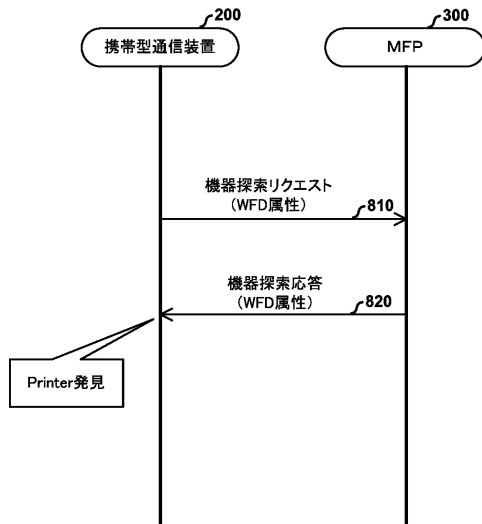 200
300
携帯型通信装置
MFP
機器探索リクエスト
(WFD属性)
810
機器探索応答
(WFD属性)
820
Printer発見